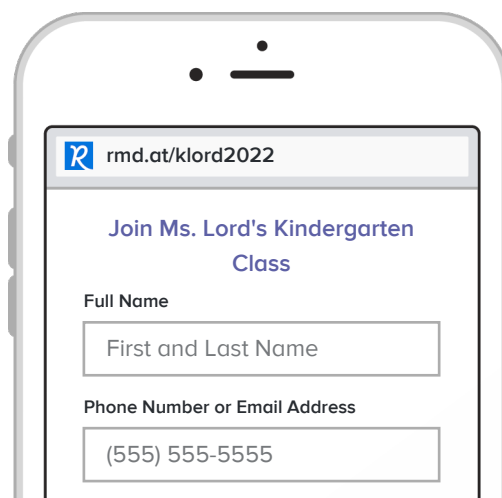 rmd.at/klord2022
Join Ms. Lord's Kindergarten
Class
Full Name
First and Last Name
Phone Number or Email Address
(555) 555-5555